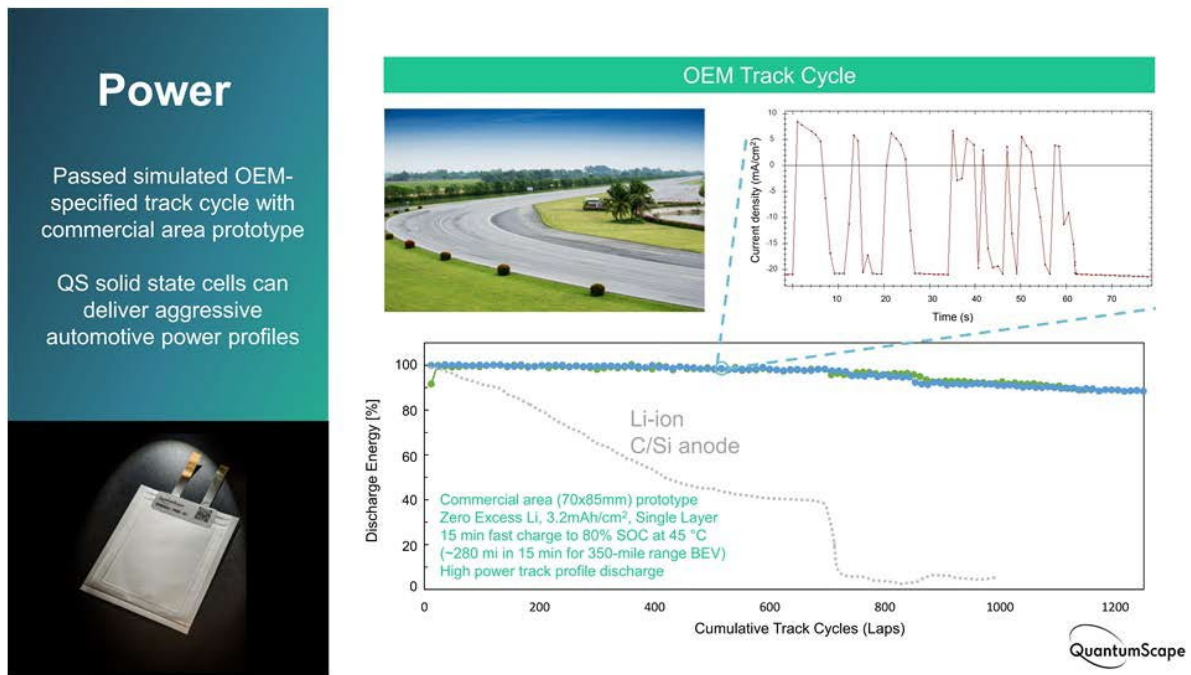 Power
Passed simulated OEM-
specified track cycle with
commercial area prototype
QS solid state cells can
deliver aggressive
automotive power profiles
OEM Track Cycle
Current density (mA/cm²)
10
5
0
-5
-10
-15
-20
10
20
30
40
50
60
70
Time (s)
Discharge Energy [%]
100
80
60
40
20
0
Li-ion
C/Si anode
Commercial area (70x85mm) prototype
Zero Excess Li, 3.2mAh/cm², Single Layer
15 min fast charge to 80% SOC at 45 °C
(~280 mi in 15 min for 350-mile range BEV)
High power track profile discharge
0
200
400
600
800
1000
1200
Cumulative Track Cycles (Laps)
QuantumScape